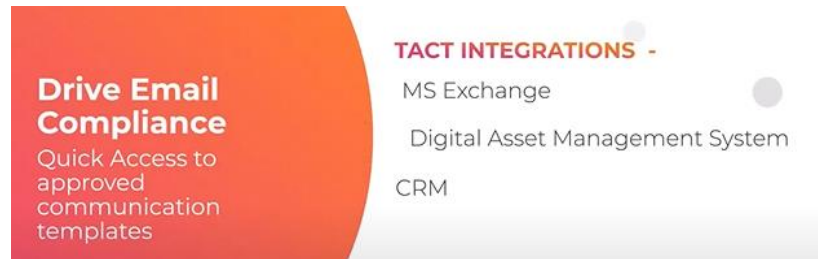 Drive Email
Compliance
Quick Access to
approved
communication
templates
TACT INTEGRATIONS -
MS Exchange
Digital Asset Management System
CRM